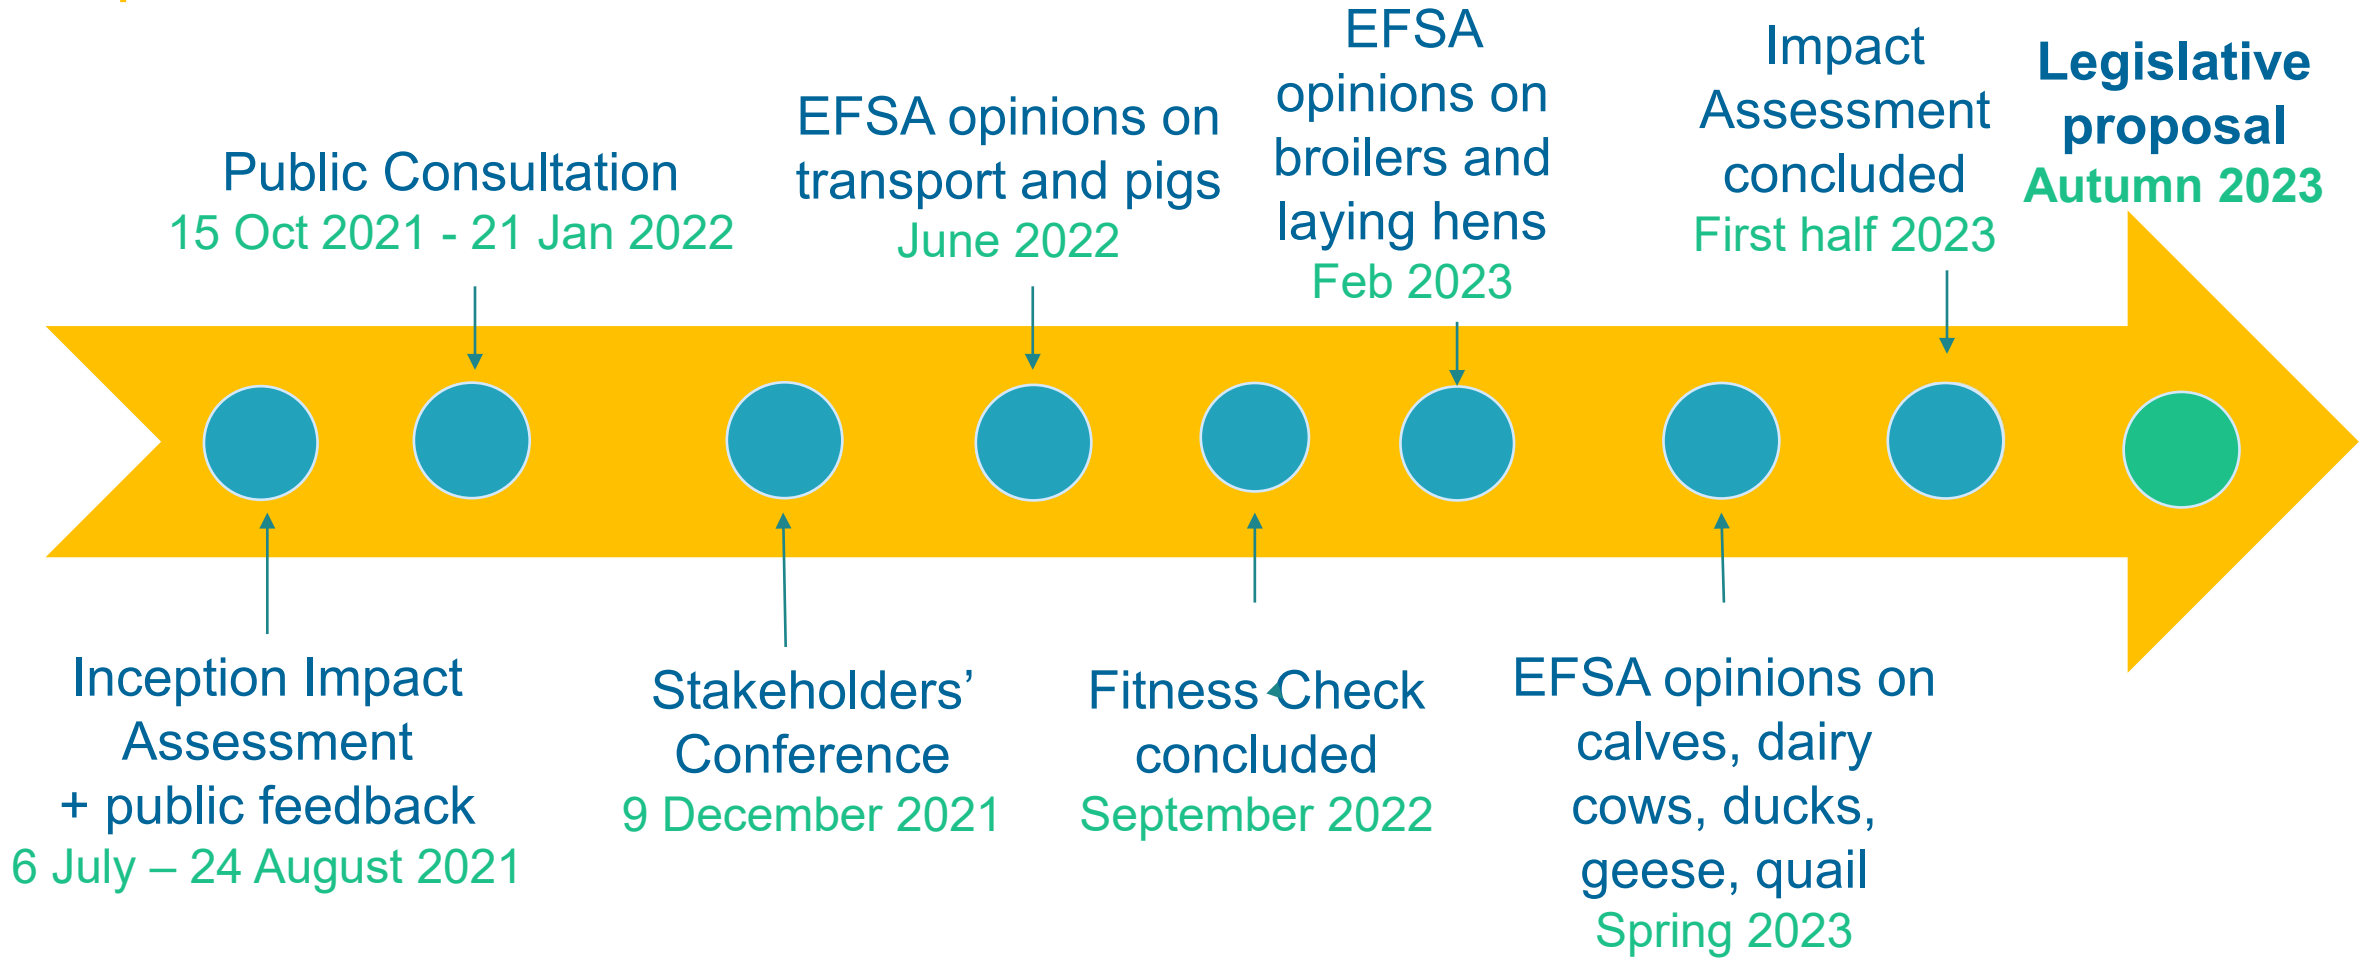 Public Consultation
15 Oct 2021 - 21 Jan 2022
EFSA opinions on
transport and pigs
June 2022
EFSA
opinions on
broilers and
laying hens
Feb 2023
Impact
Assessment
concluded
First half 2023
Legislative
proposal
Autumn 2023
Inception Impact
Assessment
+ public feedback
6 July – 24 August 2021
Stakeholders’
Conference
9 December 2021
Fitness Check
concluded
September 2022
EFSA opinions on
calves, dairy
cows, ducks,
geese, quail
Spring 2023